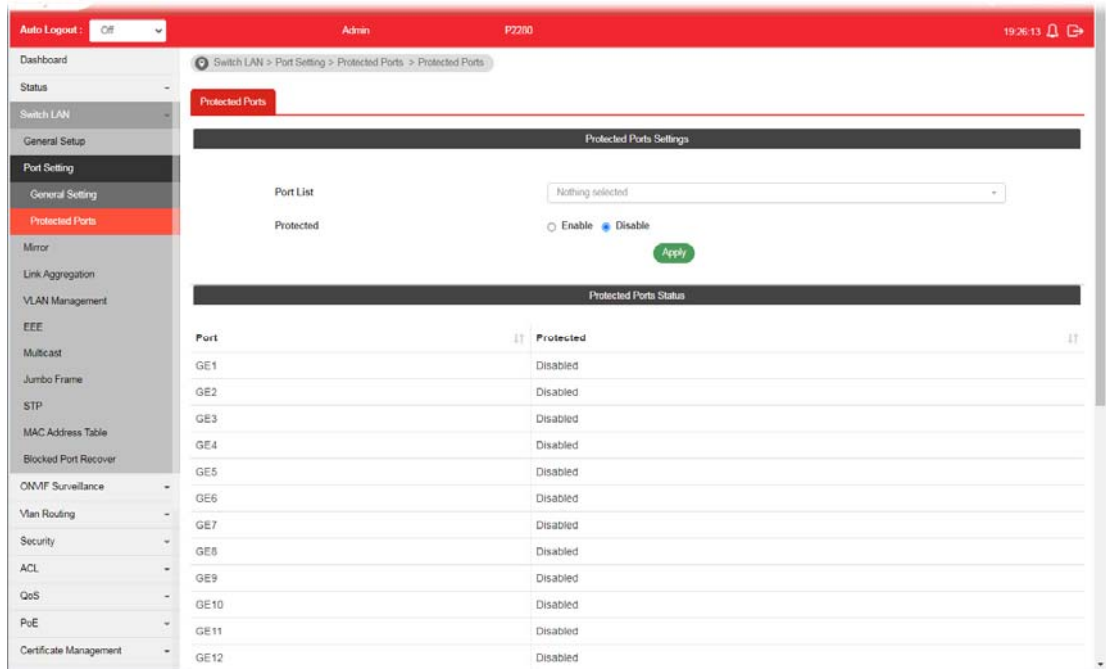 Auto Logout : Off Admin P2280 19:26:13
Dashboard
Status
Switch LAN
General Setup
Port Setting
General Setting
Protected Ports
Mirror
Link Aggregation
VLAN Management
EEE
Multicast
Jumbo Frame
STP
MAC Address Table
Blocked Port Recover
ONVIF Surveillance
Vlan Routing
Security
ACL
QoS
PoE
Certificate Management
Switch LAN > Port Setting > Protected Ports > Protected Ports
Protected Ports
Protected Ports Settings
Port List Nothing selected
Protected Enable Disable
Apply
Protected Ports Status
Port Protected
GE1 Disabled
GE2 Disabled
GE3 Disabled
GE4 Disabled
GE5 Disabled
GE6 Disabled
GE7 Disabled
GE8 Disabled
GE9 Disabled
GE10 Disabled
GE11 Disabled
GE12 Disabled